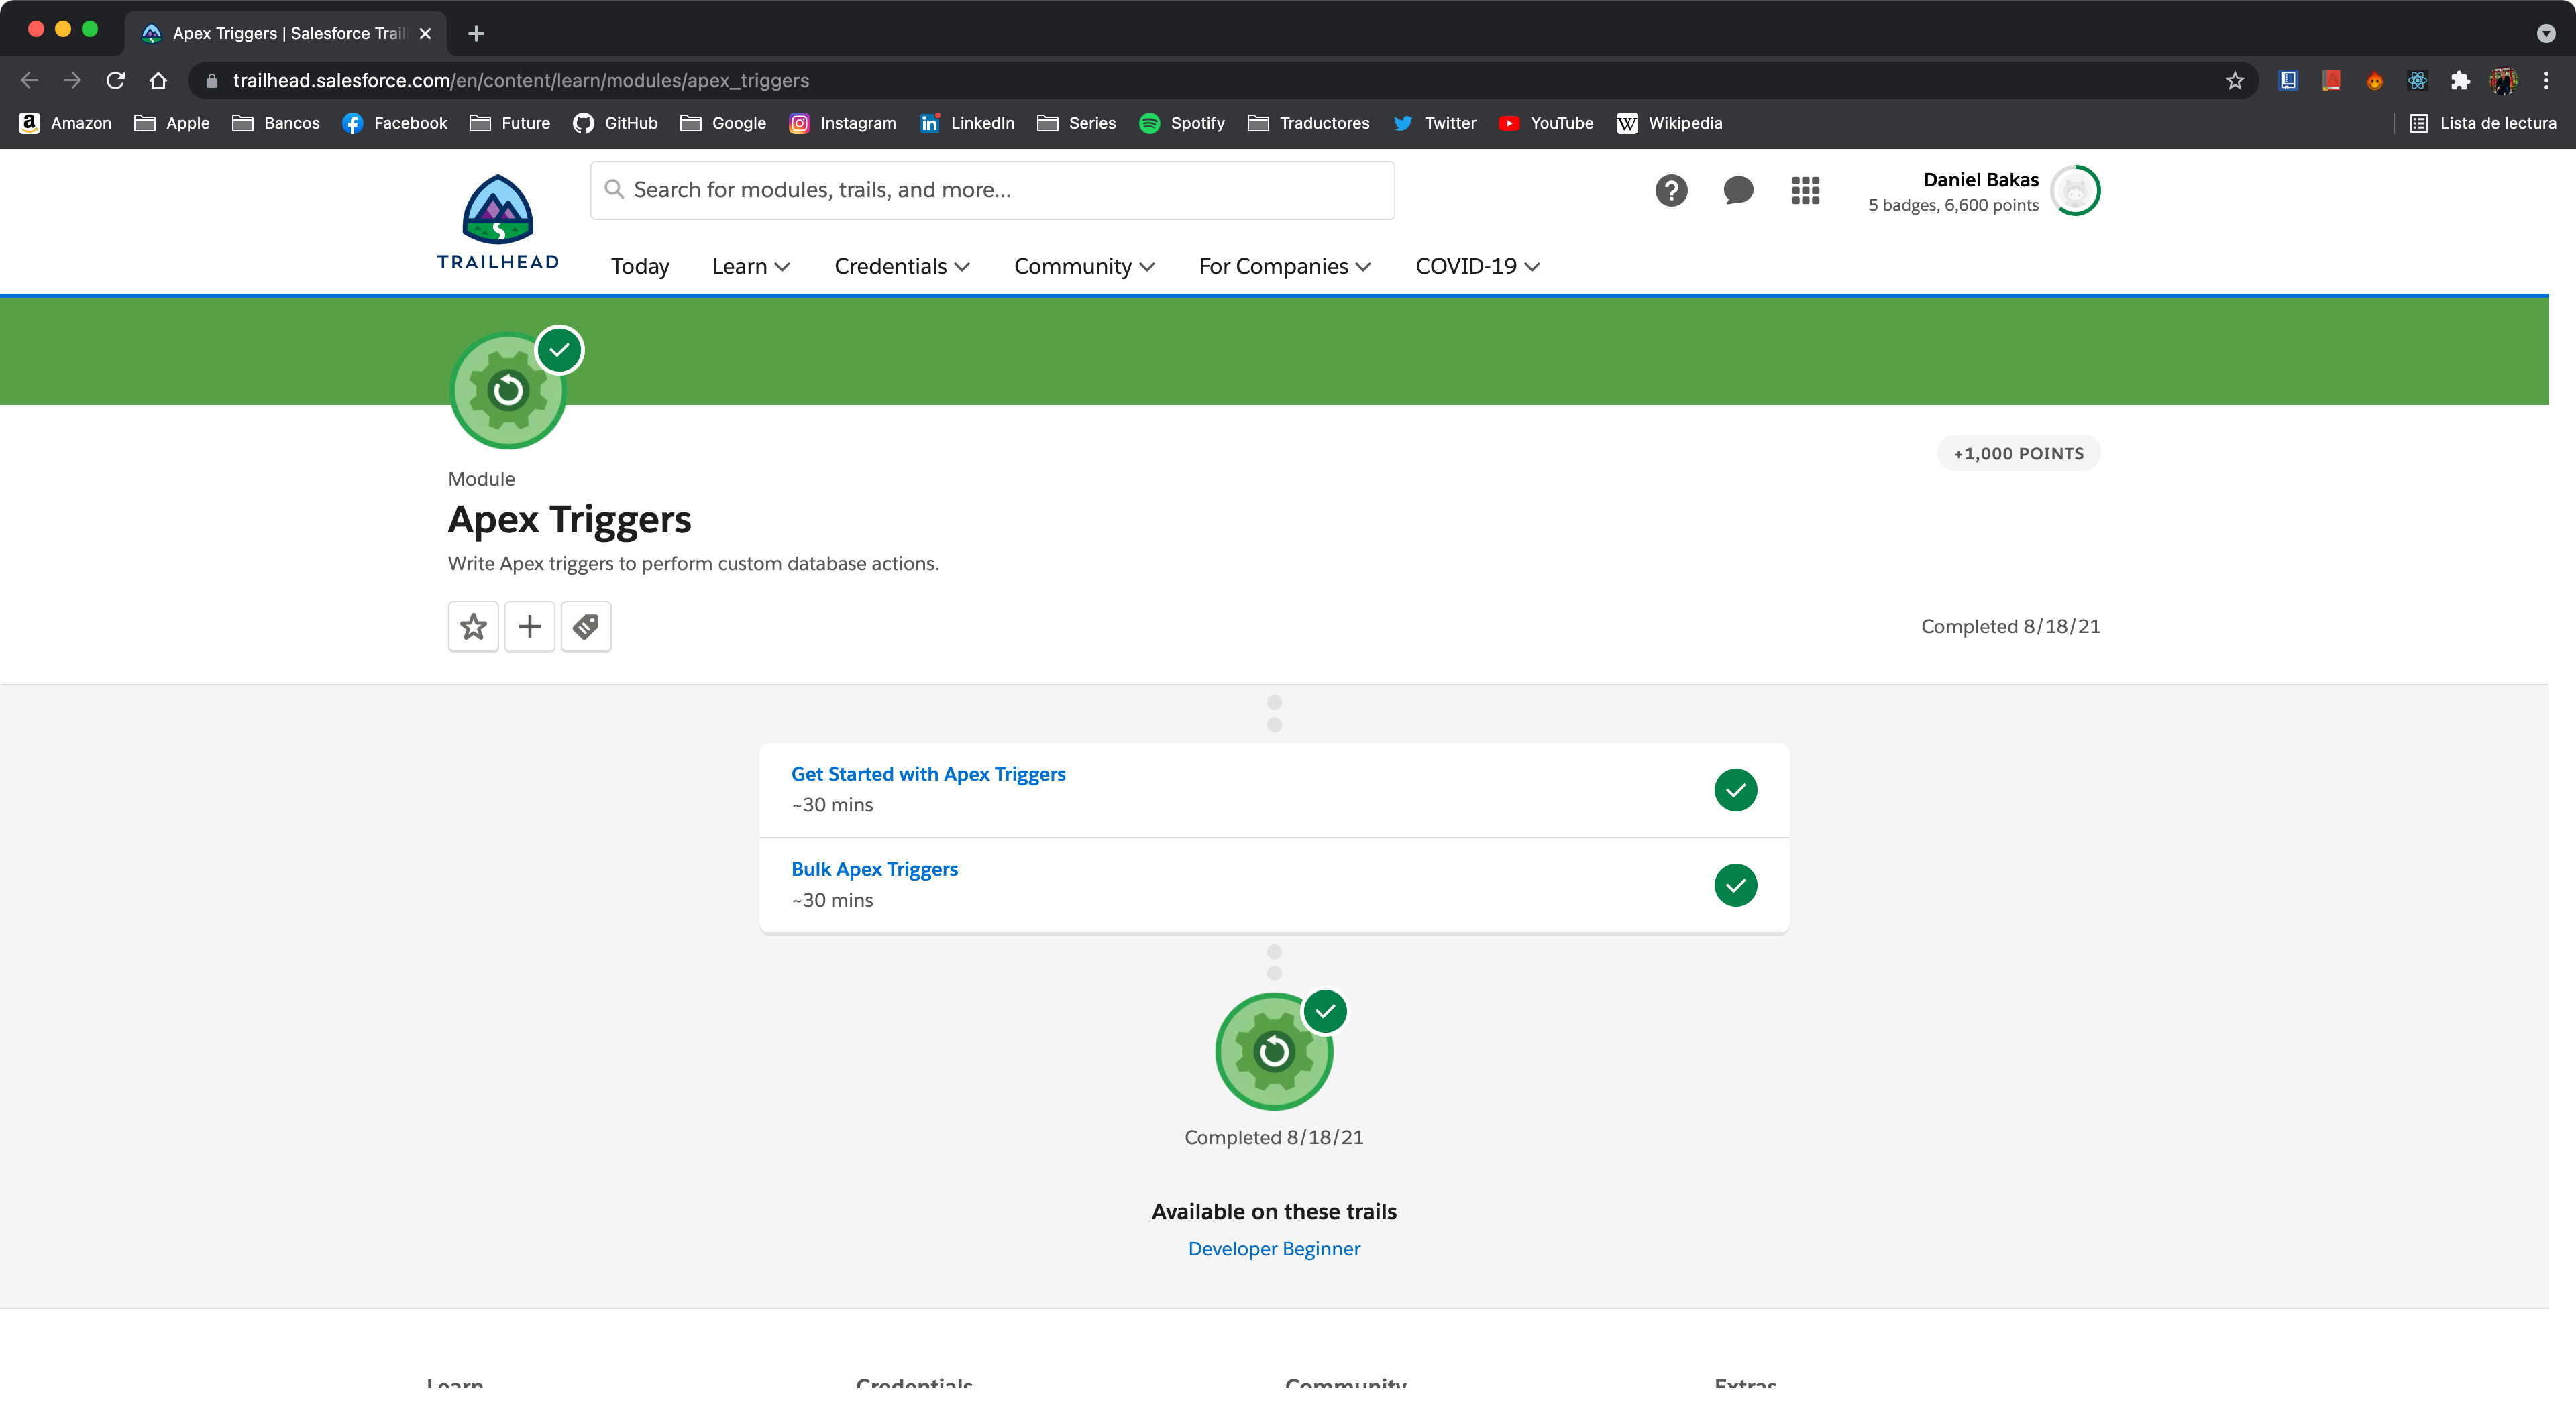 Apex Triggers | Salesforce Trail
trailhead.salesforce.com/en/content/learn/modules/apex_triggers
Amazon Apple Bancos Facebook Future GitHub Google Instagram LinkedIn Series Spotify Traductores Twitter YouTube Wikipedia Lista de lectura
TRAILHEAD
Search for modules, trails, and more...
Daniel Bakas
5 badges, 6,600 points
Today Learn Credentials Community For Companies COVID-19
+1,000 POINTS
Module
Apex Triggers
Write Apex triggers to perform custom database actions.
Completed 8/18/21
Get Started with Apex Triggers
~30 mins
Bulk Apex Triggers
~30 mins
Completed 8/18/21
Available on these trails
Developer Beginner
Learn Credentials Community Extras